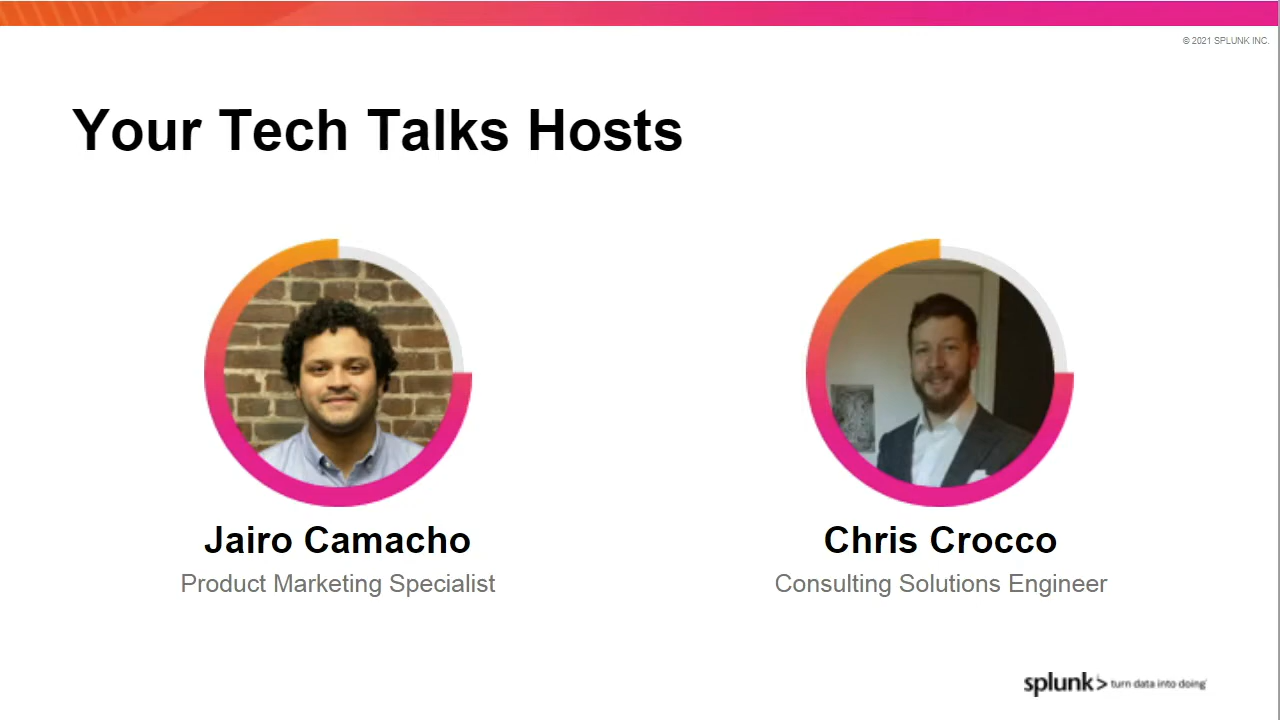 © 2021 SPLUNK INC.
Your Tech Talks Hosts
Jairo Camacho
Chris Crocco
Product Marketing Specialist
Consulting Solutions Engineer
splunk> turn data into doing